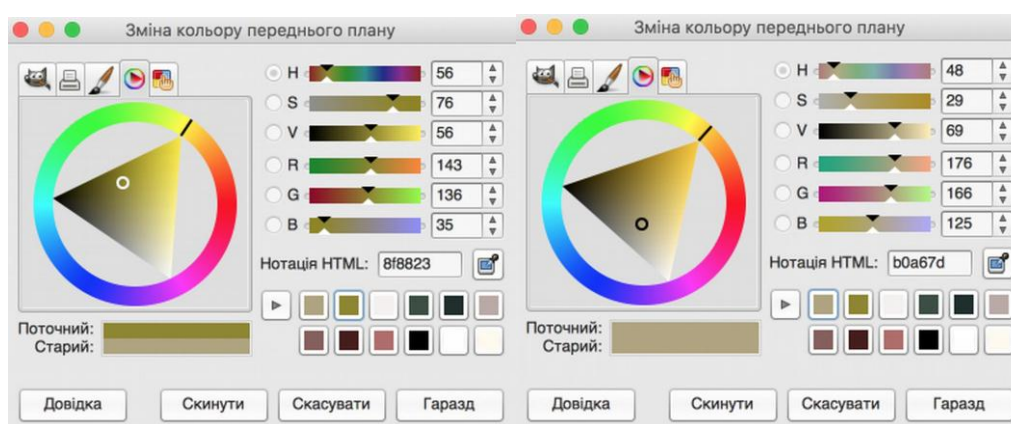 Зміна кольору переднього плану
H 56
S 76
V 56
R 143
G 136
B 35
Нотація HTML: 8f8823
Поточний:
Старий:
Довідка Скинути Скасувати Гаразд
Зміна кольору переднього плану
H 48
S 29
V 69
R 176
G 166
B 125
Нотація HTML: b0a67d
Поточний:
Старий:
Довідка Скинути Скасувати Гаразд